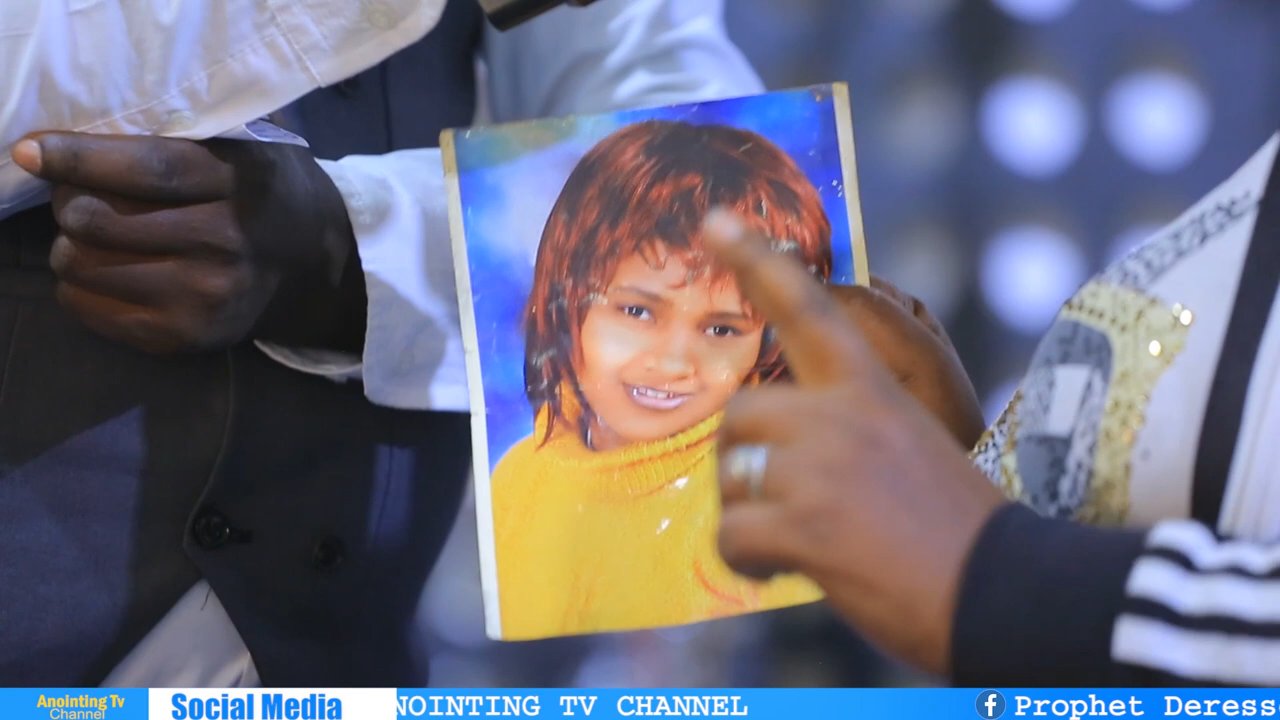 Anointing Tv
Channel
Social Media
NOINTING TV CHANNEL
Prophet Deress